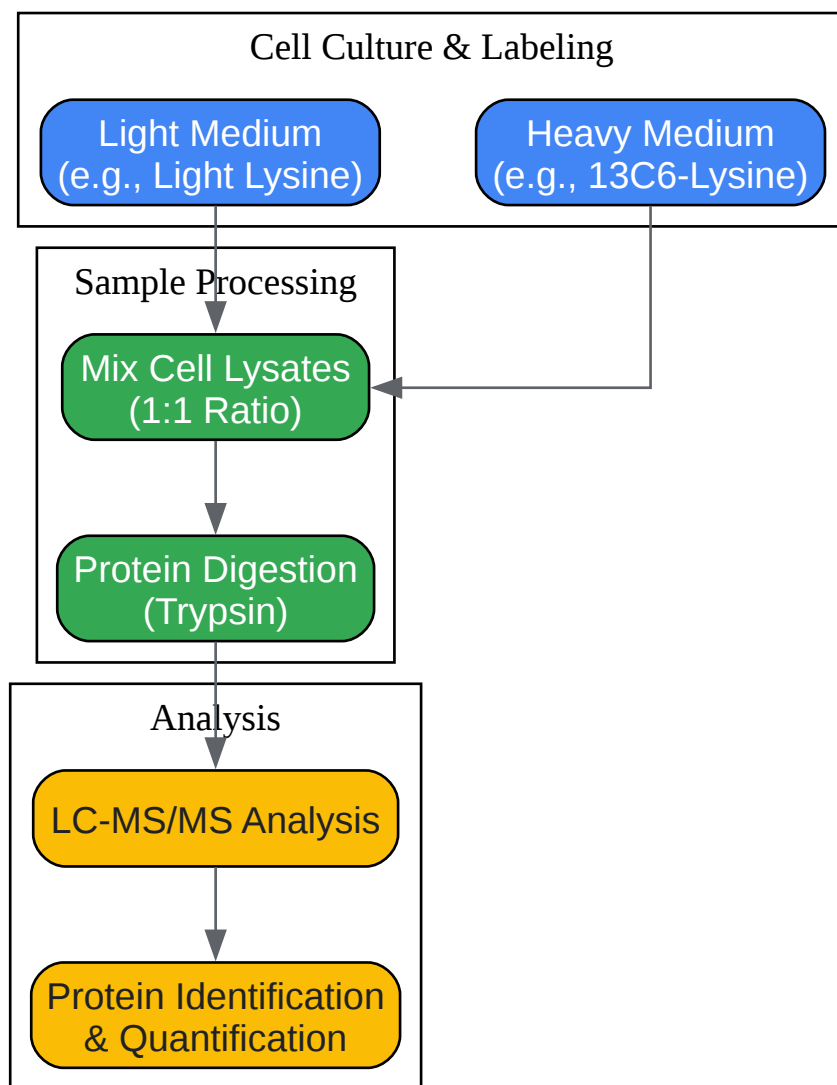 Cell Culture & Labeling
Light Medium
(e.g., Light Lysine)
Heavy Medium
(e.g., 13C6-Lysine)
Sample Processing
Mix Cell Lysates
(1:1 Ratio)
Protein Digestion
(Trypsin)
Analysis
LC-MS/MS Analysis
Protein Identification
& Quantification